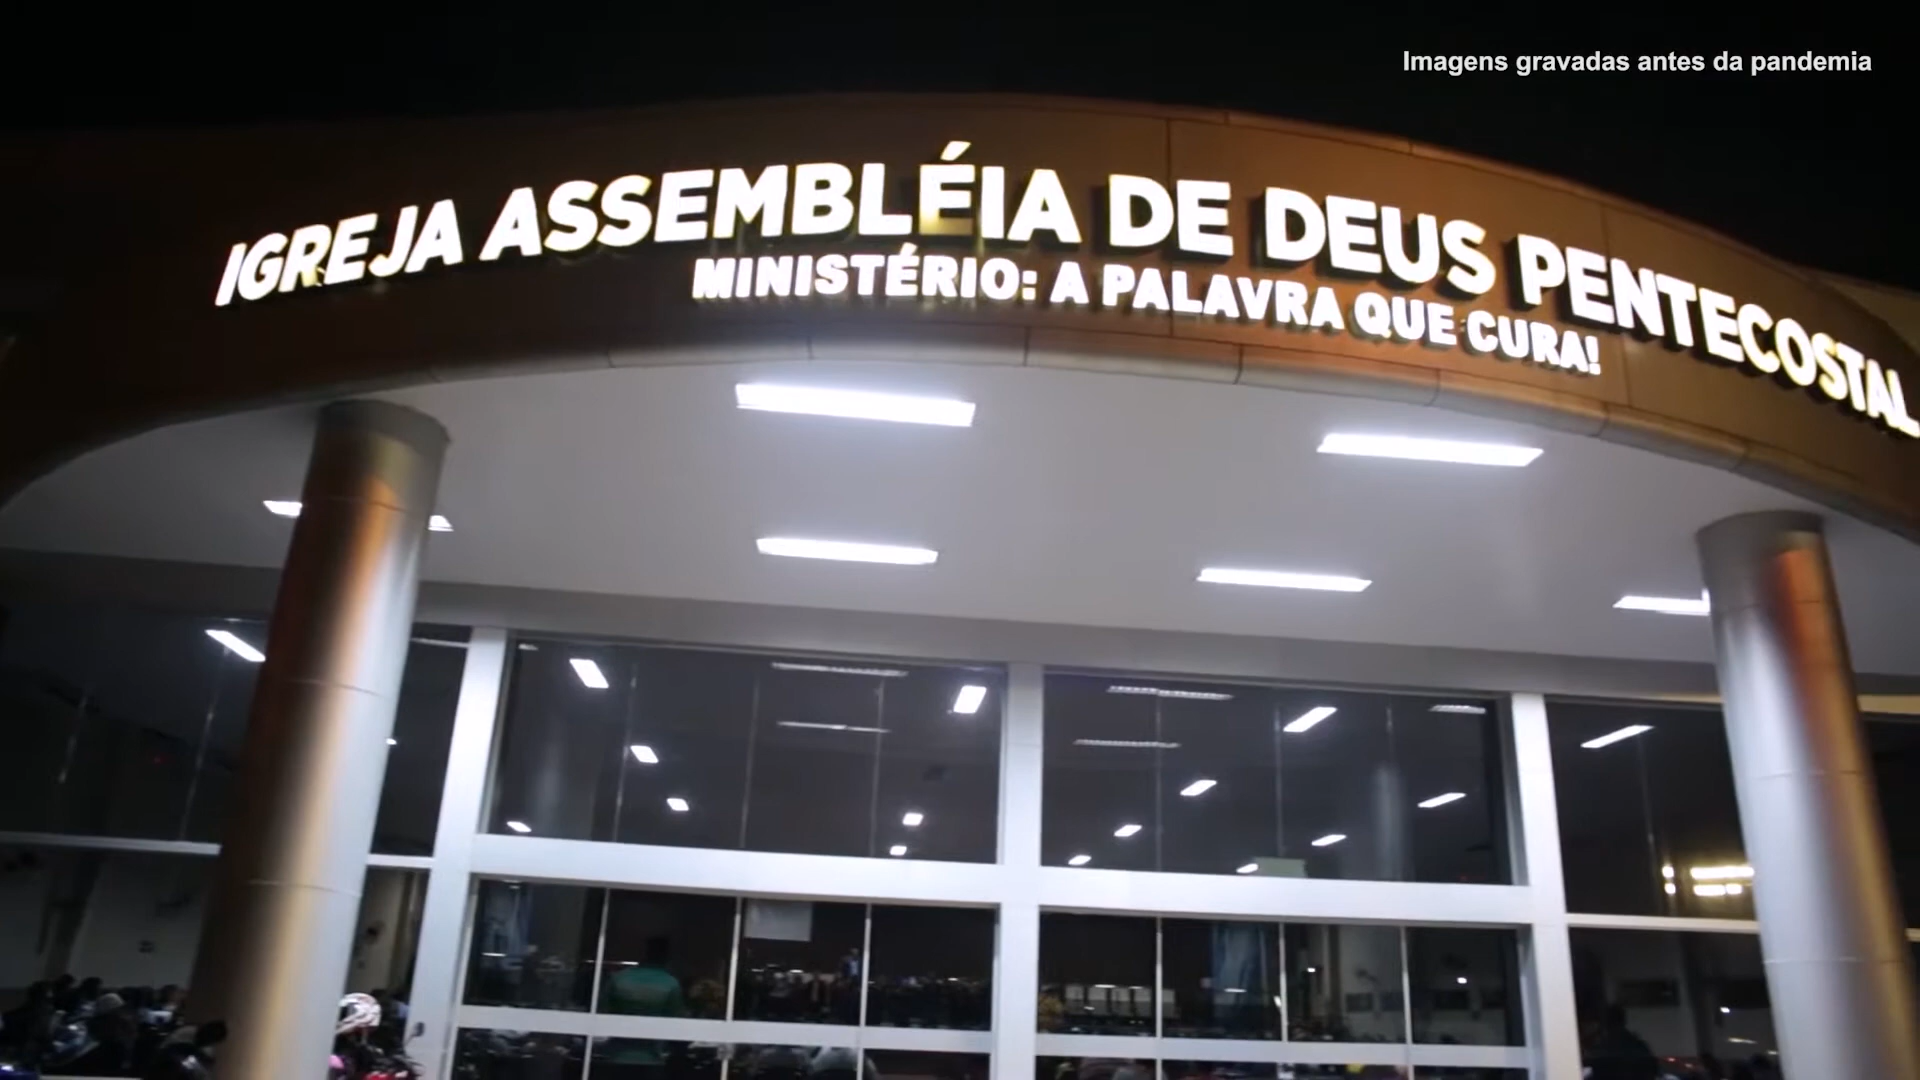 Imagens gravadas antes da pandemia
IGREJA ASSEMBLÉIA DE DEUS PENTECOSTAL
MINISTÉRIO: A PALAVRA QUE CURA!